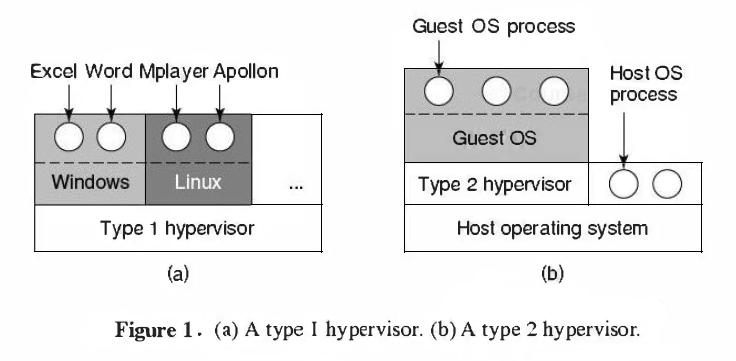 Guest OS process
Excel Word Mplayer Apollon
Host OS
process
Guest OS
Windows Linux ...
Type 2 hypervisor
Type 1 hypervisor
Host operating system
(a)
(b)
Figure 1. (a) A type I hypervisor. (b) A type 2 hypervisor.